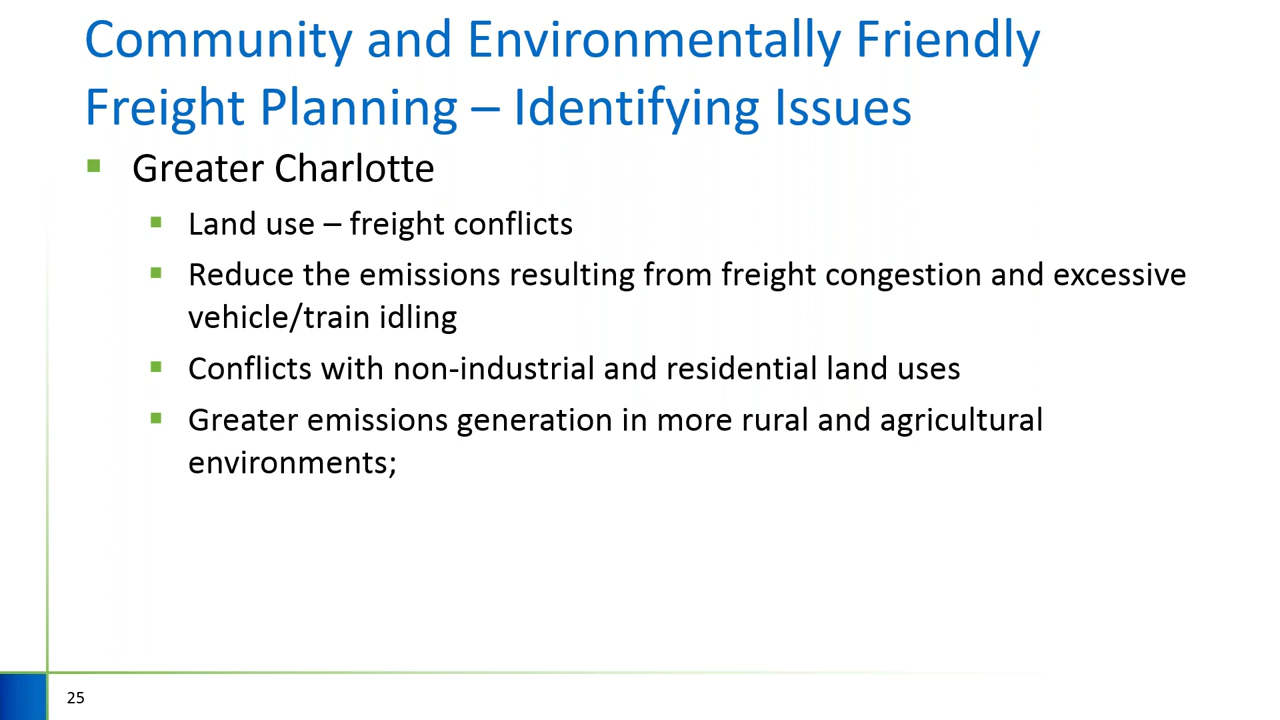 Community and Environmentally Friendly
Freight Planning – Identifying Issues
Greater Charlotte
Land use – freight conflicts
Reduce the emissions resulting from freight congestion and excessive
vehicle/train idling
Conflicts with non-industrial and residential land uses
Greater emissions generation in more rural and agricultural
environments;
25